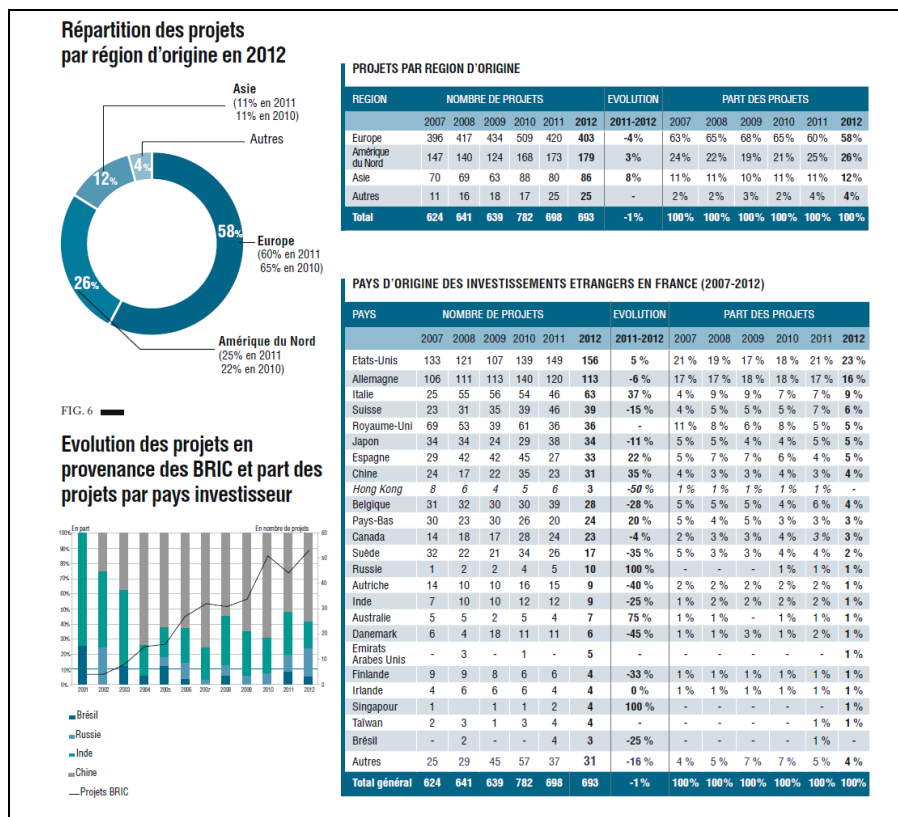 Répartition des projets
par région d'origine en 2012
Asie
(11% en 2011
11% en 2010)
Autres
4%
12%
58%
Europe
(60% en 2011
65% en 2010)
26%
Amérique du Nord
(25% en 2011
22% en 2010)
PROJETS PAR REGION D'ORIGINE
REGION NOMBRE DE PROJETS EVOLUTION PART DES PROJETS
2007 2008 2009 2010 2011 2012 2011-2012 2007 2008 2009 2010 2011 2012
Europe 396 417 434 509 420 403 -4% 63% 65% 68% 65% 60% 58%
Amérique
du Nord 147 140 124 168 173 179 3% 24% 22% 19% 21% 25% 26%
Asie 70 69 63 88 80 86 8% 11% 11% 10% 11% 11% 12%
Autres 11 16 18 17 25 25 - 2% 2% 3% 2% 4% 4%
Total 624 641 639 782 698 693 -1% 100% 100% 100% 100% 100% 100%
FIG. 6
Evolution des projets en
provenance des BRIC et part des
projets par pays investisseur
En part En nombre de projets
100% 60
90%
80% 50
70%
60% 40
50% 30
40%
30% 20
20%
10% 10
0% 0
2001 2002 2003 2004 2005 2006 2007 2008 2009 2010 2011 2012
Brésil
Russie
Inde
Chine
Projets BRIC
PAYS D'ORIGINE DES INVESTISSEMENTS ETRANGERS EN FRANCE (2007-2012)
PAYS NOMBRE DE PROJETS EVOLUTION PART DES PROJETS
2007 2008 2009 2010 2011 2012 2011-2012 2007 2008 2009 2010 2011 2012
Etats-Unis 133 121 107 139 149 156 5 % 21 % 19 % 17 % 18 % 21 % 23 %
Allemagne 106 111 113 140 120 113 -6 % 17 % 17 % 18 % 18 % 17 % 16 %
Italie 25 55 56 54 46 63 37 % 4 % 9 % 9 % 7 % 7 % 9 %
Suisse 23 31 35 39 46 39 -15 % 4 % 5 % 5 % 5 % 7 % 6 %
Royaume-Uni 69 53 39 61 36 36 - 11 % 8 % 6 % 8 % 5 % 5 %
Japon 34 34 24 29 38 34 -11 % 5 % 5 % 4 % 4 % 5 % 5 %
Espagne 29 42 42 45 27 33 22 % 5 % 7 % 7 % 6 % 4 % 5 %
Chine 24 17 22 35 23 31 35 % 4 % 3 % 3 % 4 % 3 % 4 %
Hong Kong 8 6 4 5 6 3 -50 % 1 % 1 % 1 % 1 % 1 % -
Belgique 31 32 30 30 39 28 -28 % 5 % 5 % 5 % 4 % 6 % 4 %
Pays-Bas 30 23 30 26 20 24 20 % 5 % 4 % 5 % 3 % 3 % 3 %
Canada 14 18 17 28 24 23 -4 % 2 % 3 % 3 % 4 % 3 % 3 %
Suède 32 22 21 34 26 17 -35 % 5 % 3 % 3 % 4 % 4 % 2 %
Russie 1 2 2 4 5 10 100 % - - - 1 % 1 % 1 %
Autriche 14 10 10 16 15 9 -40 % 2 % 2 % 2 % 2 % 2 % 1 %
Inde 7 10 10 12 12 9 -25 % 1 % 2 % 2 % 2 % 2 % 1 %
Australie 5 5 2 5 4 7 75 % 1 % 1 % - 1 % 1 % 1 %
Danemark 6 4 18 11 11 6 -45 % 1 % 1 % 3 % 1 % 2 % 1 %
Emirats
Arabes Unis - 3 - 1 - 5 - - - - - 1 %
Finlande 9 9 8 6 6 4 -33 % 1 % 1 % 1 % 1 % 1 % 1 %
Irlande 4 6 6 6 4 4 0 % 1 % 1 % 1 % 1 % 1 % 1 %
Singapour 1 1 1 2 4 100 % - - - - - 1 %
Taïwan 2 3 1 3 4 4 - - - - - 1 % 1 %
Brésil - 2 - - 4 3 -25 % - - - - 1 % -
Autres 25 29 45 57 37 31 -16 % 4 % 5 % 7 % 7 % 5 % 4 %
Total général 624 641 639 782 698 693 -1 % 100 % 100 % 100 % 100 % 100 % 100 %